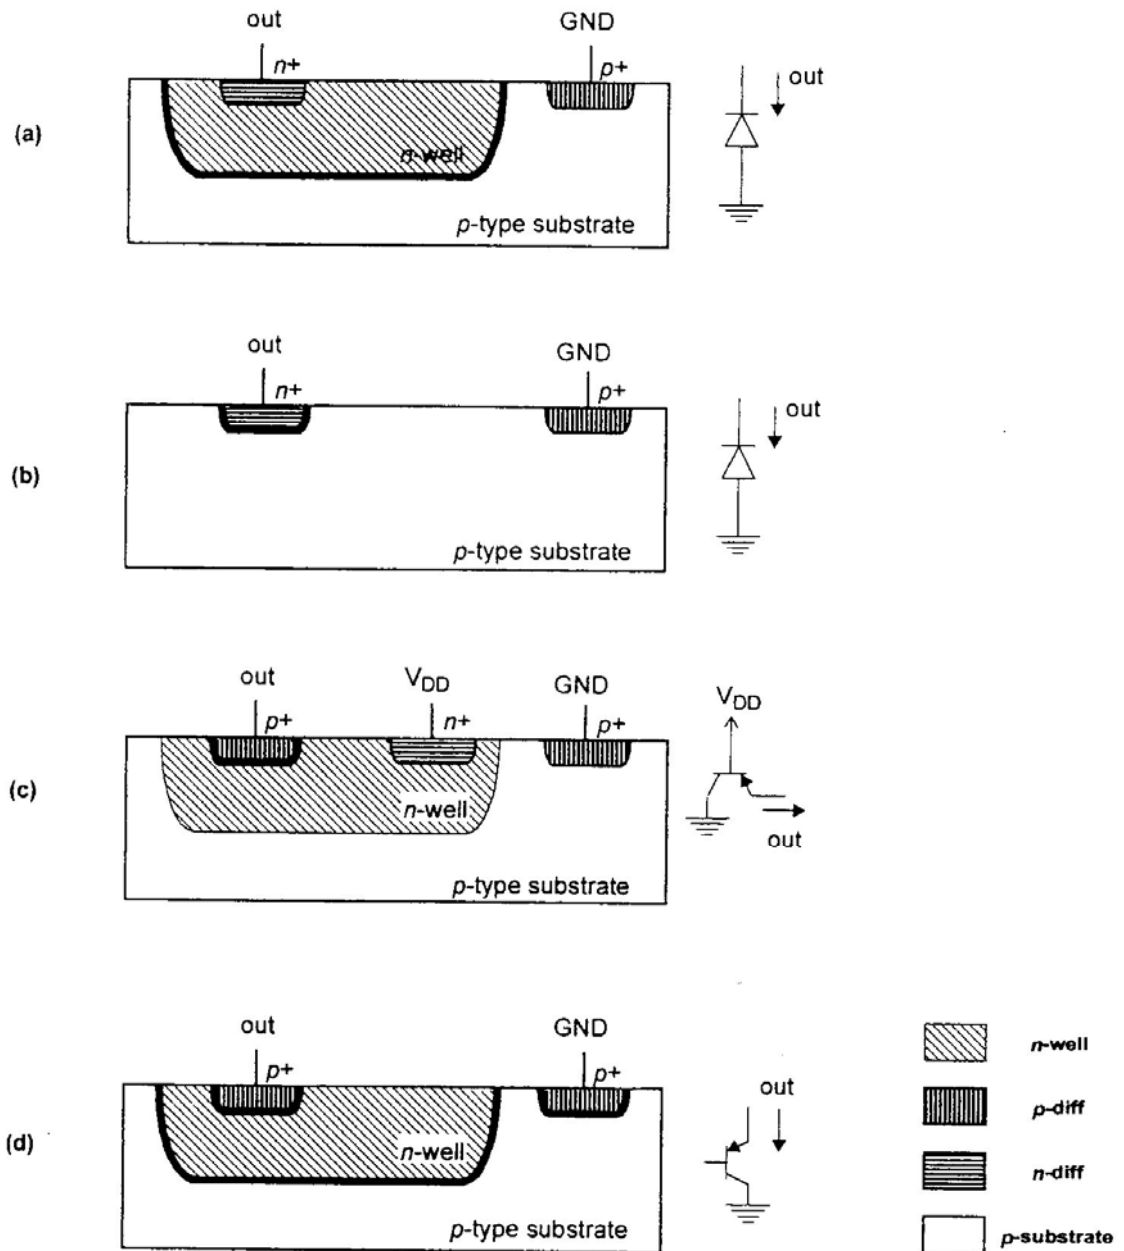 out
GND
n+
p+
out
(a)
n-well
p-type substrate
out
GND
n+
p+
out
(b)
p-type substrate
out
VDD
GND
VDD
p+
n+
p+
(c)
n-well
out
p-type substrate
out
GND
p+
p+
n-well
out
p-diff
(d)
n-well
n-diff
p-type substrate
p-substrate